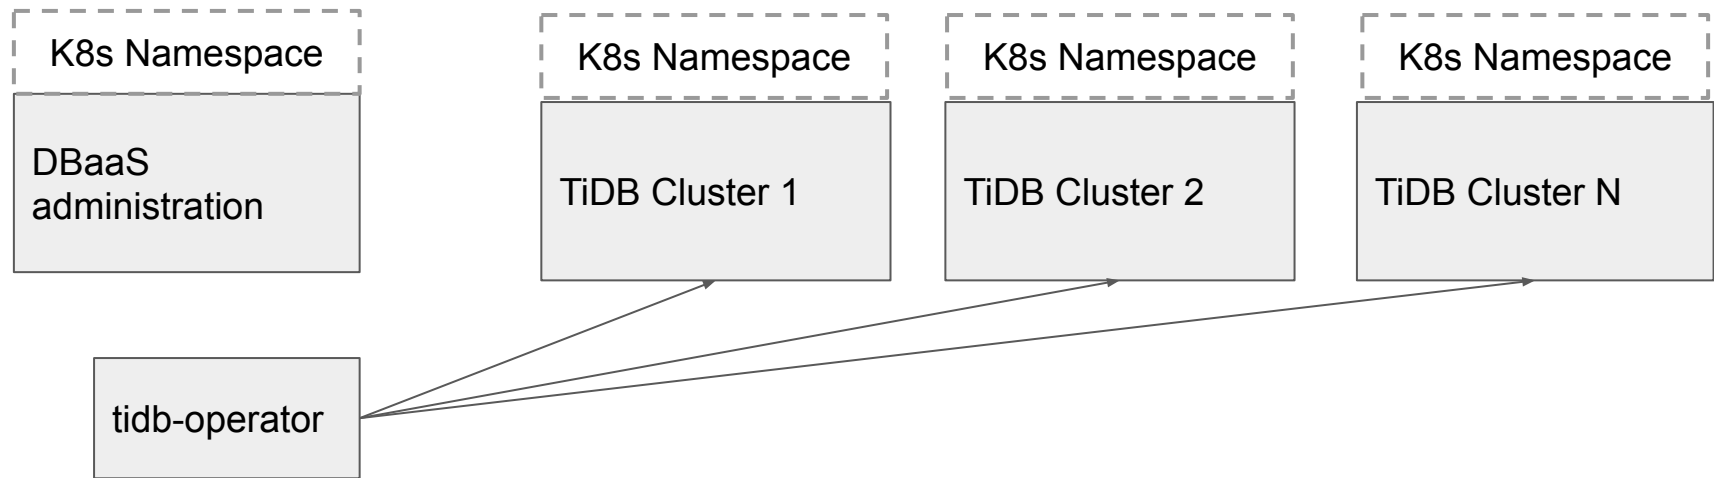 K8s Namespace
K8s Namespace
K8s Namespace
K8s Namespace
DBaaS
administration
TiDB Cluster 1
TiDB Cluster 2
TiDB Cluster N
tidb-operator